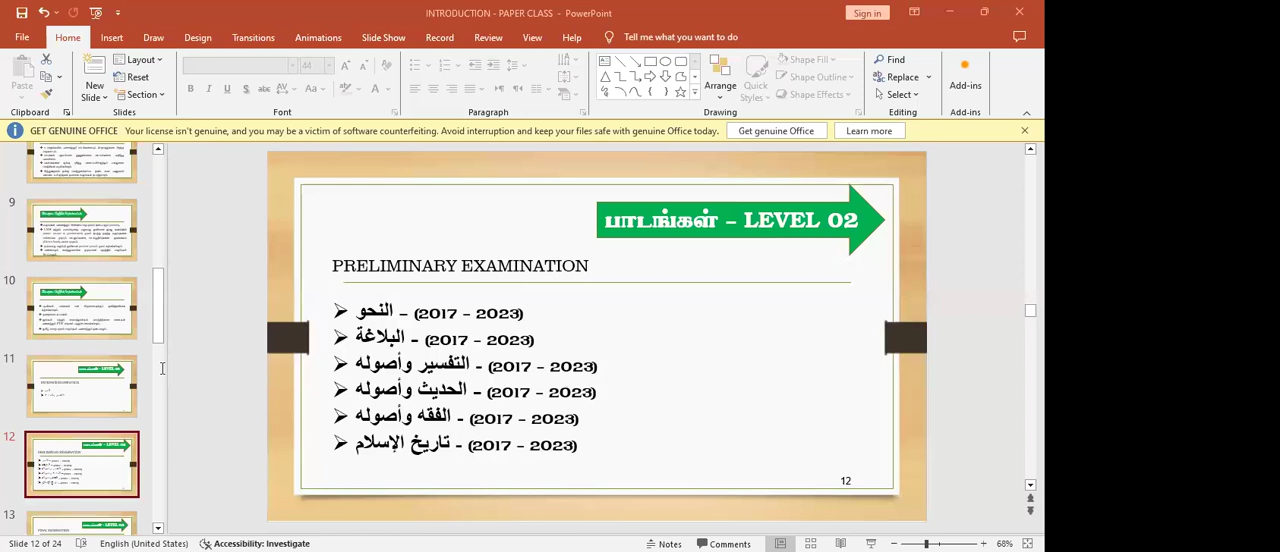 INTRODUCTION - PAPER CLASS - PowerPoint
Sign in
File Home Insert Draw Design Transitions Animations Slide Show Record Review View Help Tell me what you want to do
Paste
Clipboard
New Slide
Layout
Reset
Section
Slides
44
B I U S ab AV Aa
Font
Paragraph
Arrange
Quick Styles
Shape Fill
Shape Outline
Shape Effects
Drawing
Find
Replace
Select
Editing
Add-ins
Add-ins
GET GENUINE OFFICE Your license isn't genuine, and you may be a victim of software counterfeiting. Avoid interruption and keep your files safe with genuine Office today. Get genuine Office Learn more
9
10
11
12
13
பாடங்கள் – LEVEL 02
PRELIMINARY EXAMINATION
النحو – (2017 – 2023)
البلاغة – (2017 – 2023)
التفسير وأصوله – (2017 – 2023)
الحديث وأصوله – (2017 – 2023)
الفقه وأصوله – (2017 – 2023)
تاريخ الإسلام – (2017 – 2023)
12
Slide 12 of 24 English (United States) Accessibility: Investigate Notes Comments 68%